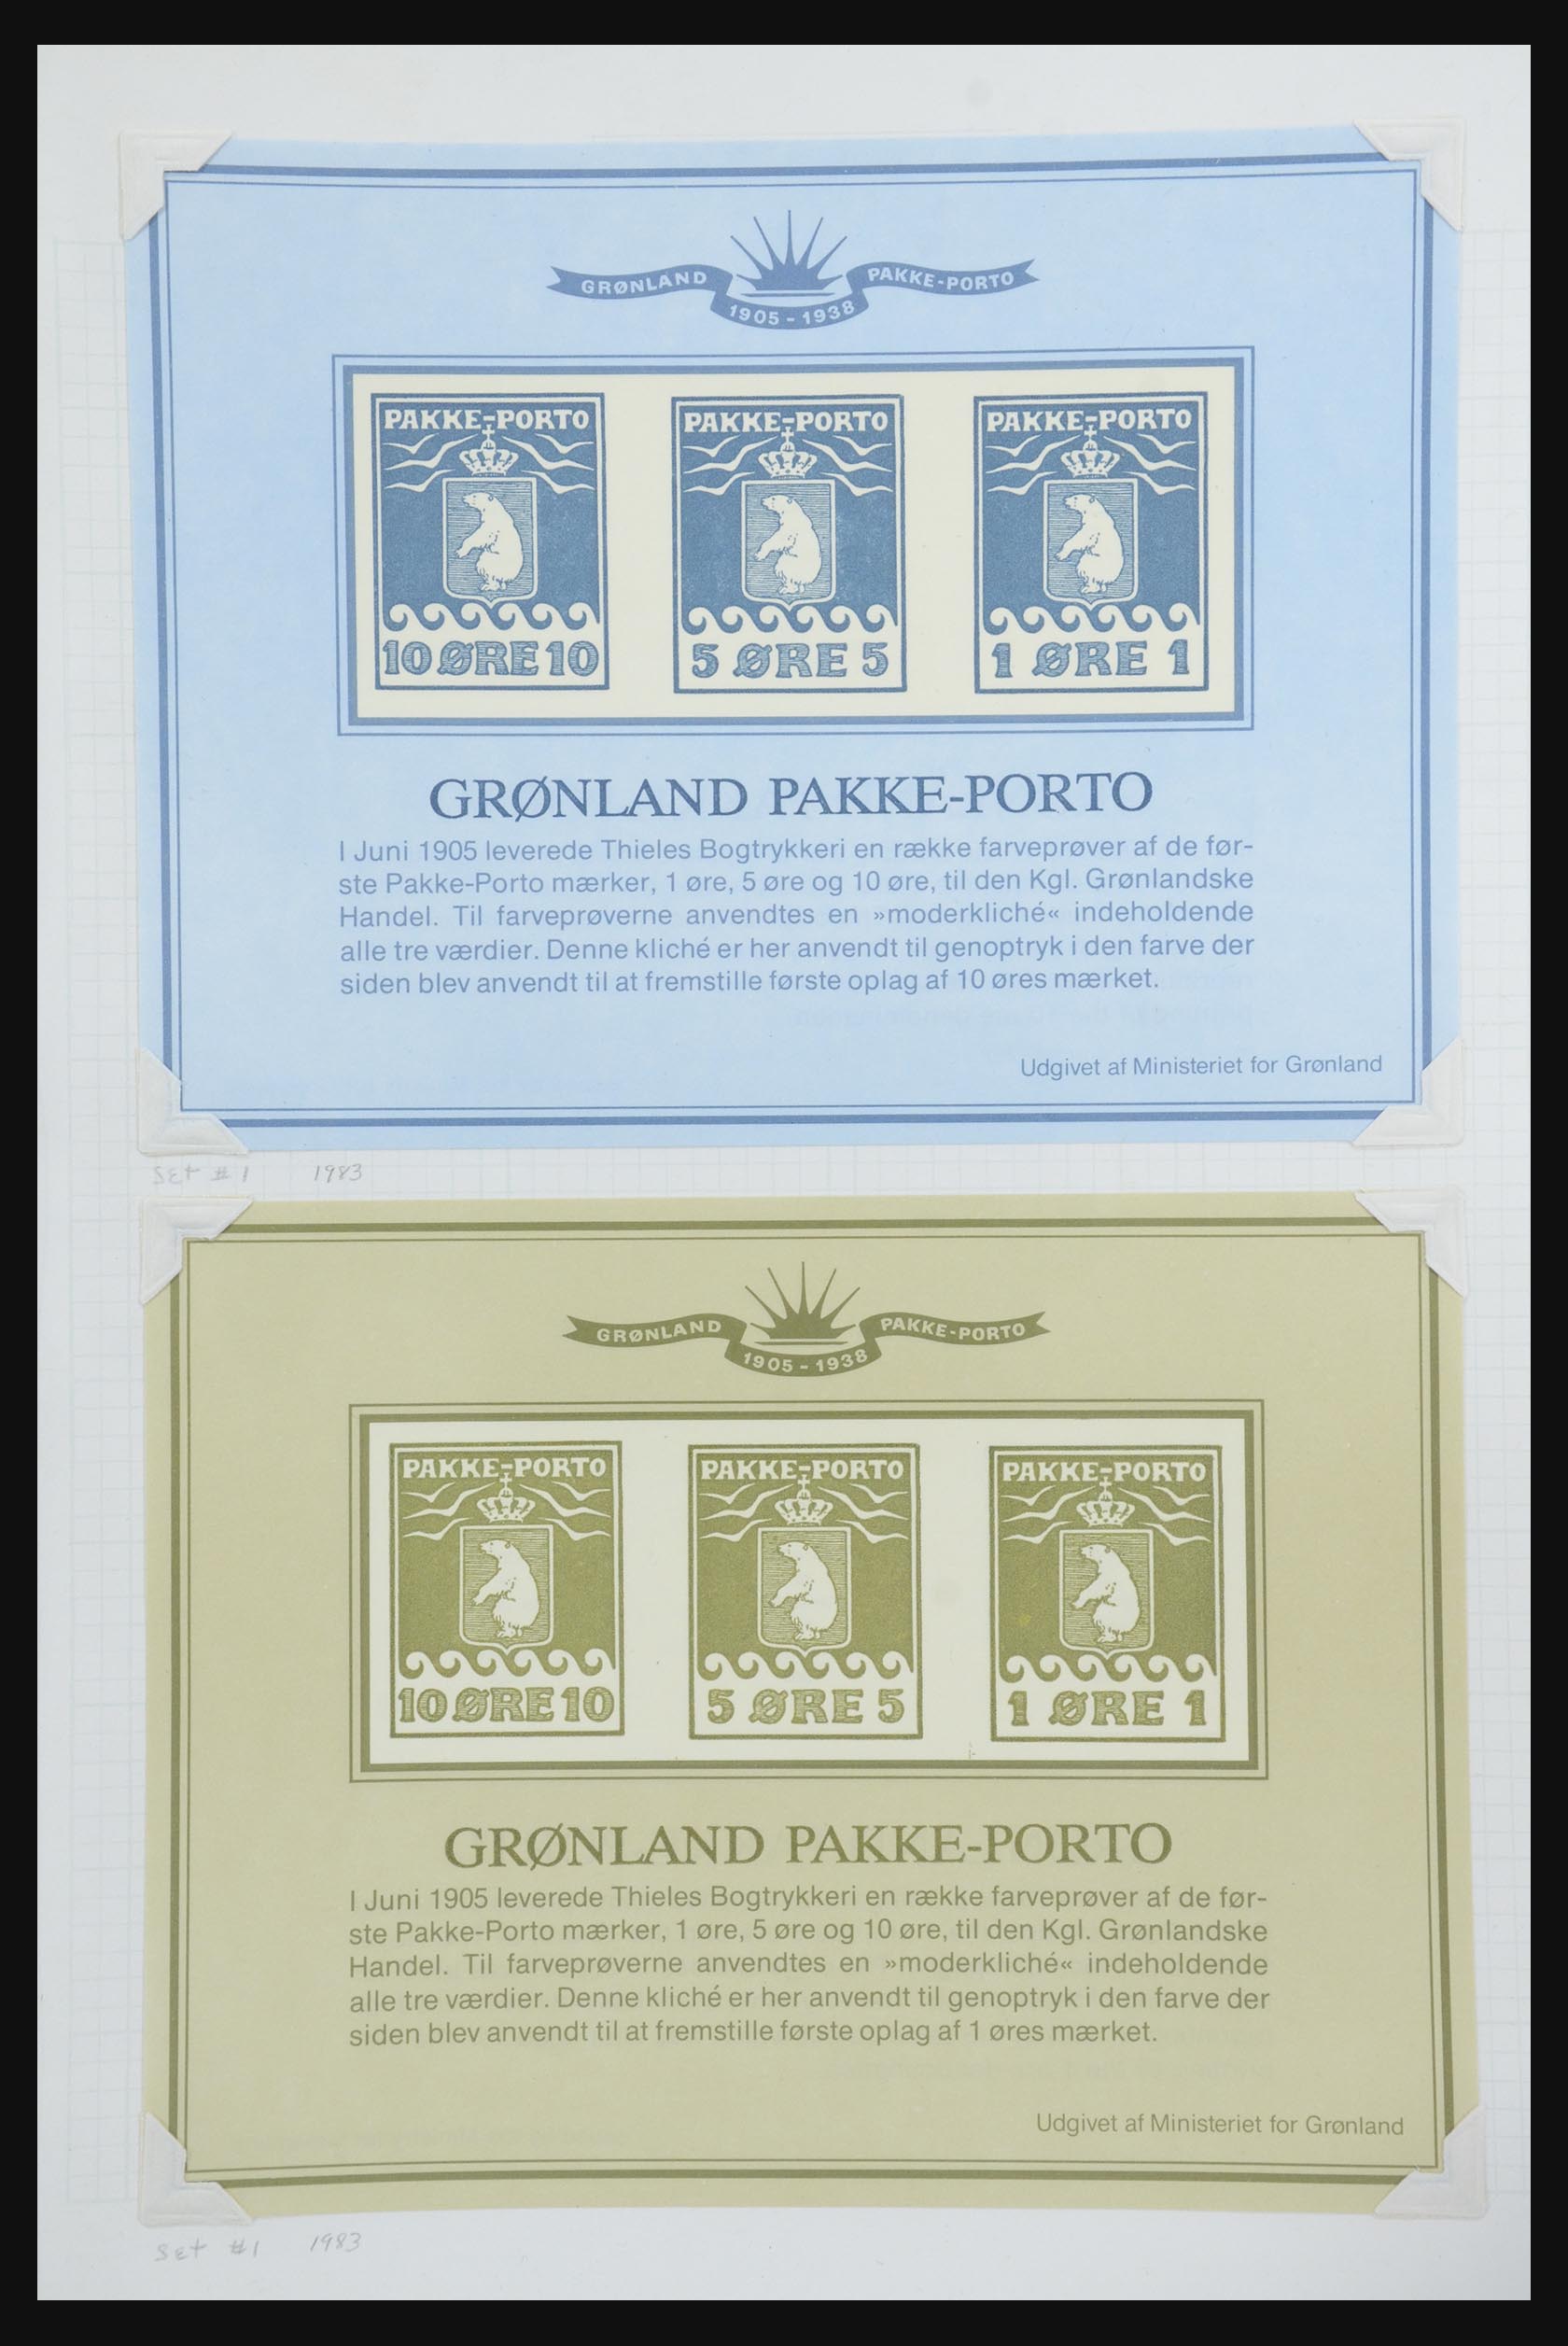 GRØNLAND PAKKE-PORTO
1905 - 1938
PAKKE-PORTO PAKKE-PORTO PAKKE-PORTO
10 ØRE 10 5 ØRE 5 1 ØRE 1
GRØNLAND PAKKE-PORTO
I Juni 1905 leverede Thieles Bogtrykkeri en række farveprøver af de før-
ste Pakke-Porto mærker, 1 øre, 5 øre og 10 øre, til den Kgl. Grønlandske
Handel. Til farveprøverne anvendtes en »moderkliché« indeholdende
alle tre værdier. Denne kliché er her anvendt til genoptryk i den farve der
siden blev anvendt til at fremstille første oplag af 10 øres mærket.
Udgivet af Ministeriet for Grønland
Set #1 1983
GRØNLAND PAKKE-PORTO
1905 - 1938
PAKKE-PORTO PAKKE-PORTO PAKKE-PORTO
10 ØRE 10 5 ØRE 5 1 ØRE 1
GRØNLAND PAKKE-PORTO
I Juni 1905 leverede Thieles Bogtrykkeri en række farveprøver af de før-
ste Pakke-Porto mærker, 1 øre, 5 øre og 10 øre, til den Kgl. Grønlandske
Handel. Til farveprøverne anvendtes en »moderkliché« indeholdende
alle tre værdier. Denne kliché er her anvendt til genoptryk i den farve der
siden blev anvendt til at fremstille første oplag af 1 øres mærket.
Udgivet af Ministeriet for Grønland
Set #1 1983